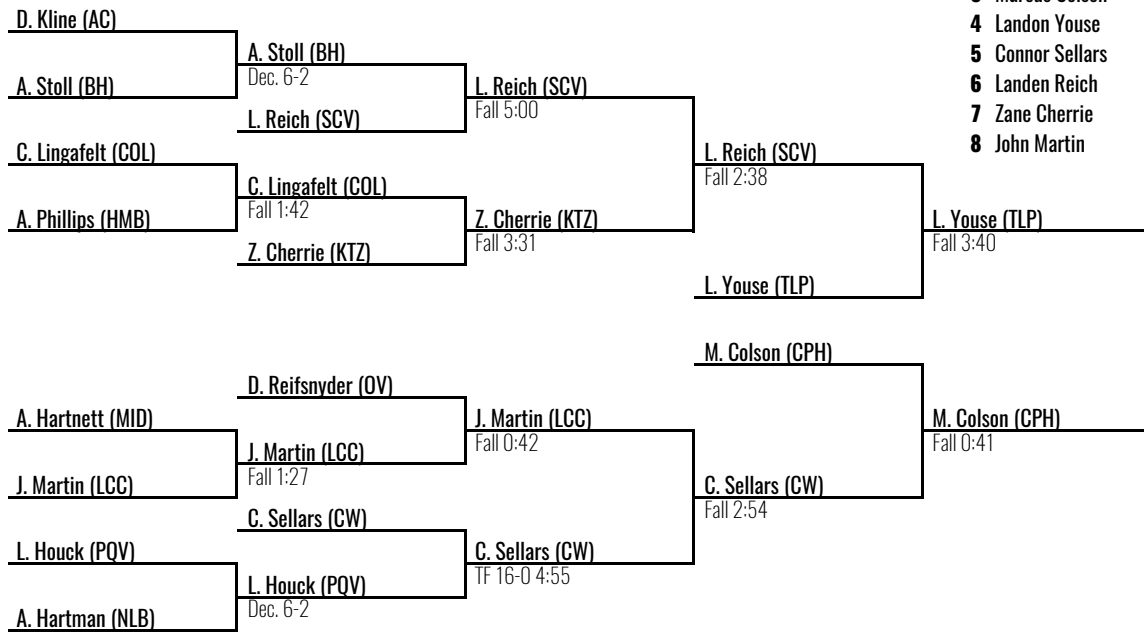 D. Kline (AC)
A. Stoll (BH)
A. Stoll (BH)
Dec. 6-2
L. Reich (SCV)
L. Reich (SCV)
Fall 5:00
C. Lingafelt (COL)
A. Phillips (HMB)
C. Lingafelt (COL)
Fall 1:42
Z. Cherrie (KTZ)
Z. Cherrie (KTZ)
Fall 3:31
L. Reich (SCV)
Fall 2:38
L. Youse (TLP)
L. Youse (TLP)
Fall 3:40
M. Colson (CPH)
D. Reifsnyder (OV)
A. Hartnett (MID)
J. Martin (LCC)
J. Martin (LCC)
Fall 1:27
J. Martin (LCC)
Fall 0:42
C. Sellars (CW)
L. Houck (PQV)
A. Hartman (NLB)
L. Houck (PQV)
Dec. 6-2
C. Sellars (CW)
TF 16-0 4:55
C. Sellars (CW)
Fall 2:54
M. Colson (CPH)
Fall 0:41
4 Landon Youse
5 Connor Sellars
6 Landen Reich
7 Zane Cherrie
8 John Martin